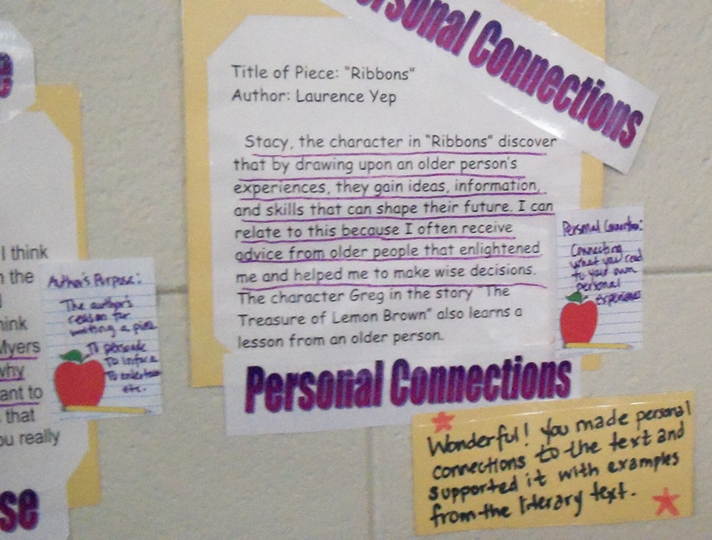 Personal Connections
Title of Piece: "Ribbons"
Author: Laurence Yep
Stacy, the character in "Ribbons" discover
that by drawing upon an older person's
experiences, they gain ideas, information,
and skills that can shape their future. I can
relate to this because I often receive
advice from older people that enlightened
me and helped me to make wise decisions.
The character Greg in the story "The
Treasure of Lemon Brown" also learns a
lesson from an older person.
Personal Connections
Personal Connection:
Connecting
what you read
to your own
personal
Experience
Wonderful! You made personal
connections to the text and
supported it with examples
from the literary text.
I think
the
Myers
why
ant to
that
ou really
se
Author's Purpose:
The author's
reason for
writing a piece
To persuade
To inform
To entertain
etc.